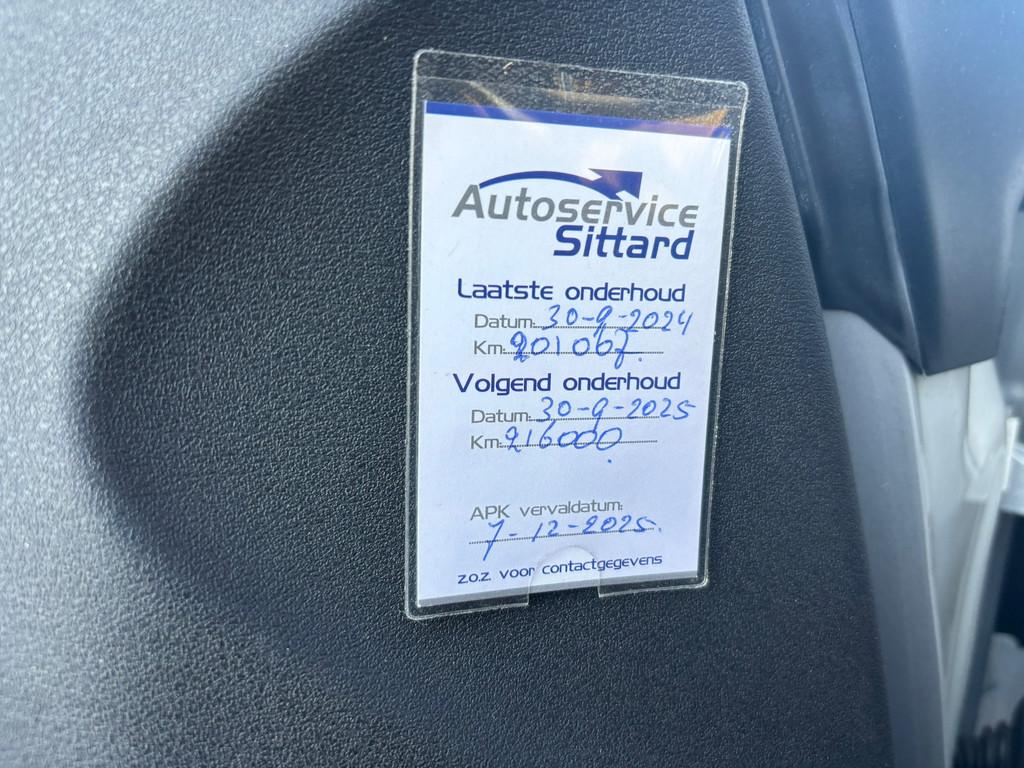 Autoservice
Sittard
Laatste onderhoud
Datum: 30-9-2024
Km: 201067.
Volgend onderhoud
Datum: 30-9-2025
Km: 216000.
APK vervaldatum:
7-12-2025.
z.o.z. voor contactgegevens